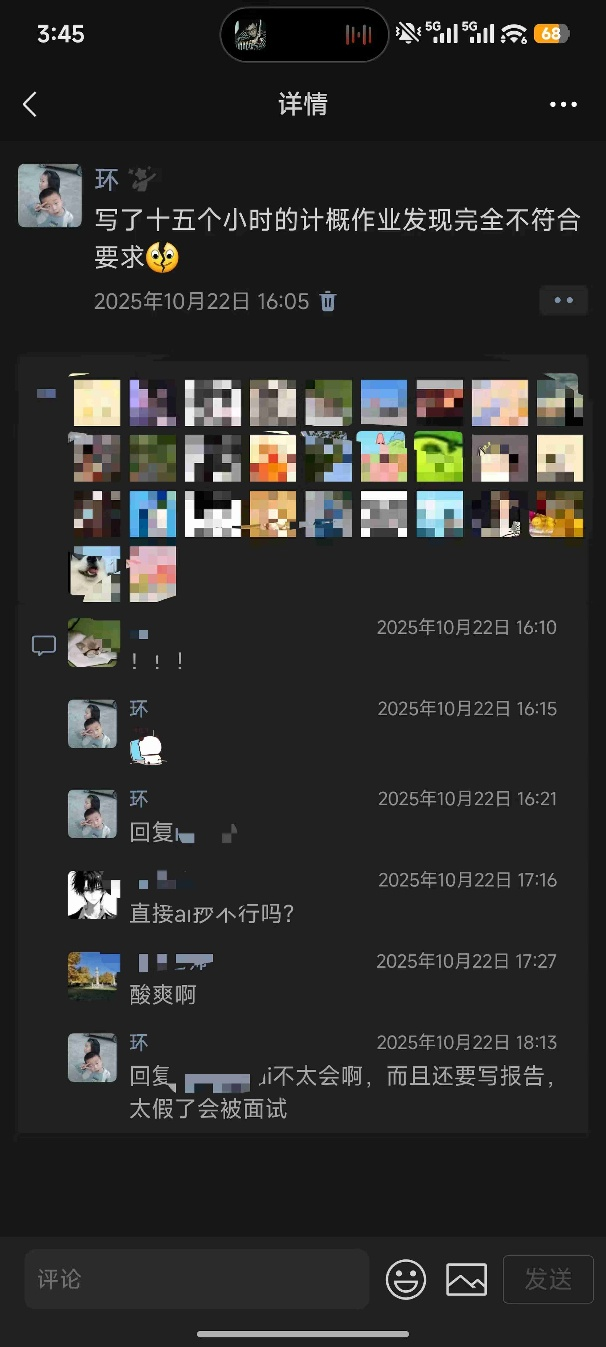 3:45
5G
5G
68
详情
环
写了十五个小时的计概作业发现完全不符合
要求
2025年10月22日 16:05
2025年10月22日 16:10
！！！
环
2025年10月22日 16:15
环
2025年10月22日 16:21
回复
2025年10月22日 17:16
直接ai抄不行吗？
2025年10月22日 17:27
酸爽啊
环
2025年10月22日 18:13
回复 ai不太会啊，而且还要写报告，
太假了会被面试
评论
发送